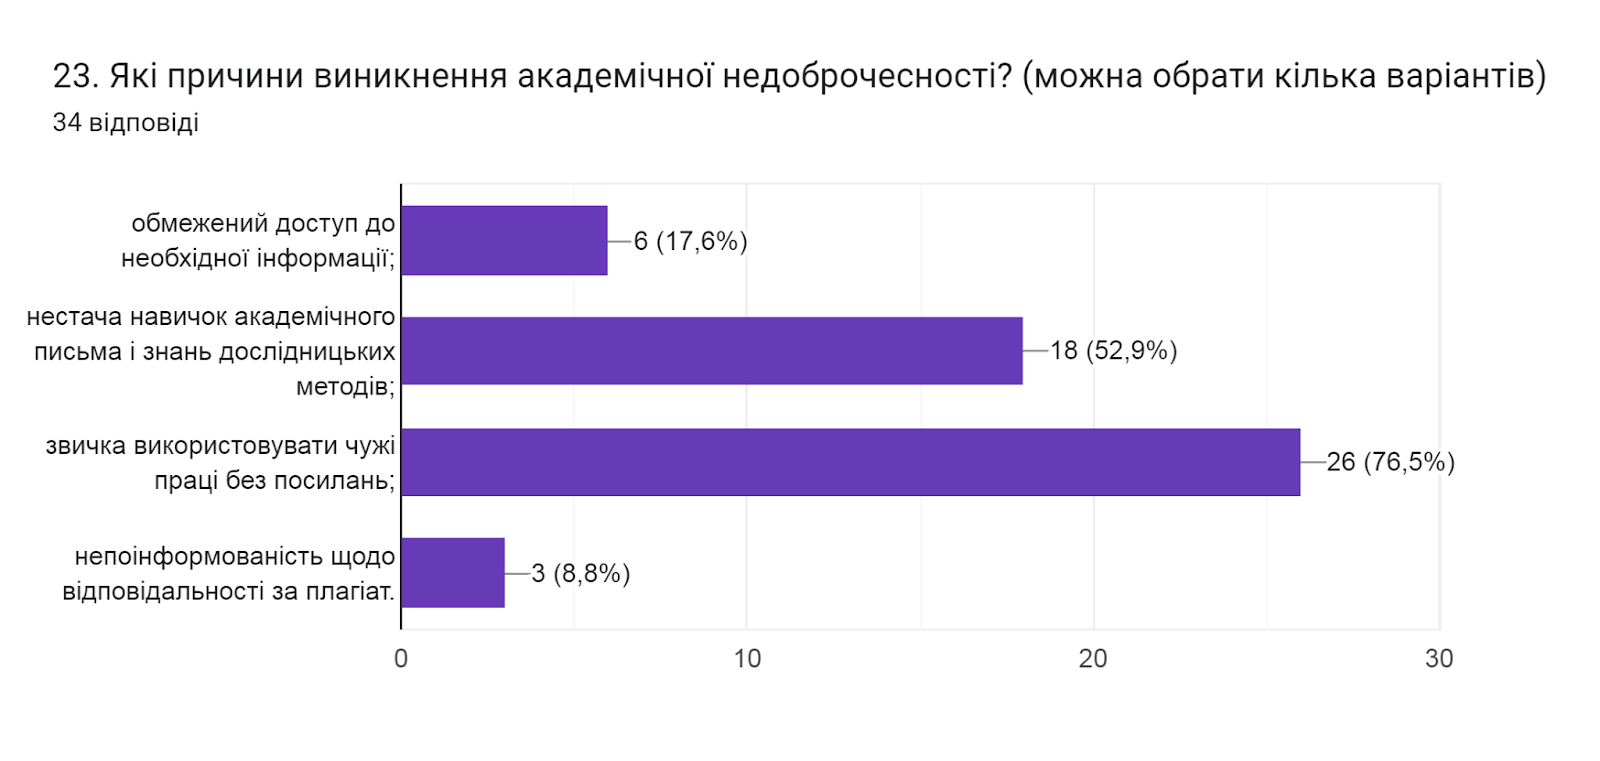 23. Які причини виникнення академічної недоброчесності? (можна обрати кілька варіантів)
34 відповіді
обмежений доступ до
необхідної інформації;
6 (17,6%)
нестача навичок академічного
письма і знань дослідницьких
методів;
18 (52,9%)
звичка використовувати чужі
праці без посилань;
26 (76,5%)
непоінформованість щодо
відповідальності за плагіат.
3 (8,8%)
0 10 20 30